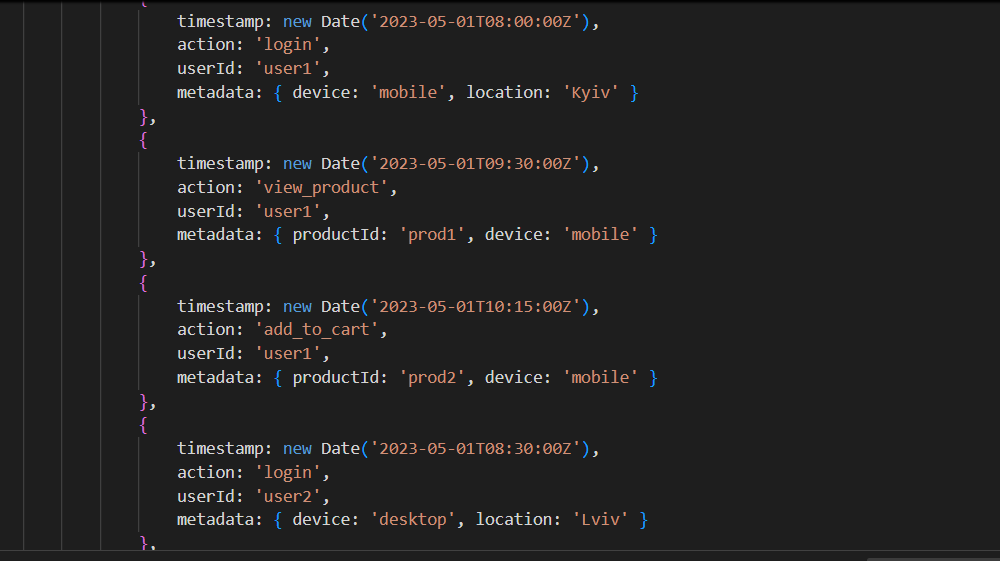 {
timestamp: new Date('2023-05-01T08:00:00Z'),
action: 'login',
userId: 'user1',
metadata: { device: 'mobile', location: 'Kyiv' }
},
{
timestamp: new Date('2023-05-01T09:30:00Z'),
action: 'view_product',
userId: 'user1',
metadata: { productId: 'prod1', device: 'mobile' }
},
{
timestamp: new Date('2023-05-01T10:15:00Z'),
action: 'add_to_cart',
userId: 'user1',
metadata: { productId: 'prod2', device: 'mobile' }
},
{
timestamp: new Date('2023-05-01T08:30:00Z'),
action: 'login',
userId: 'user2',
metadata: { device: 'desktop', location: 'Lviv' }
},